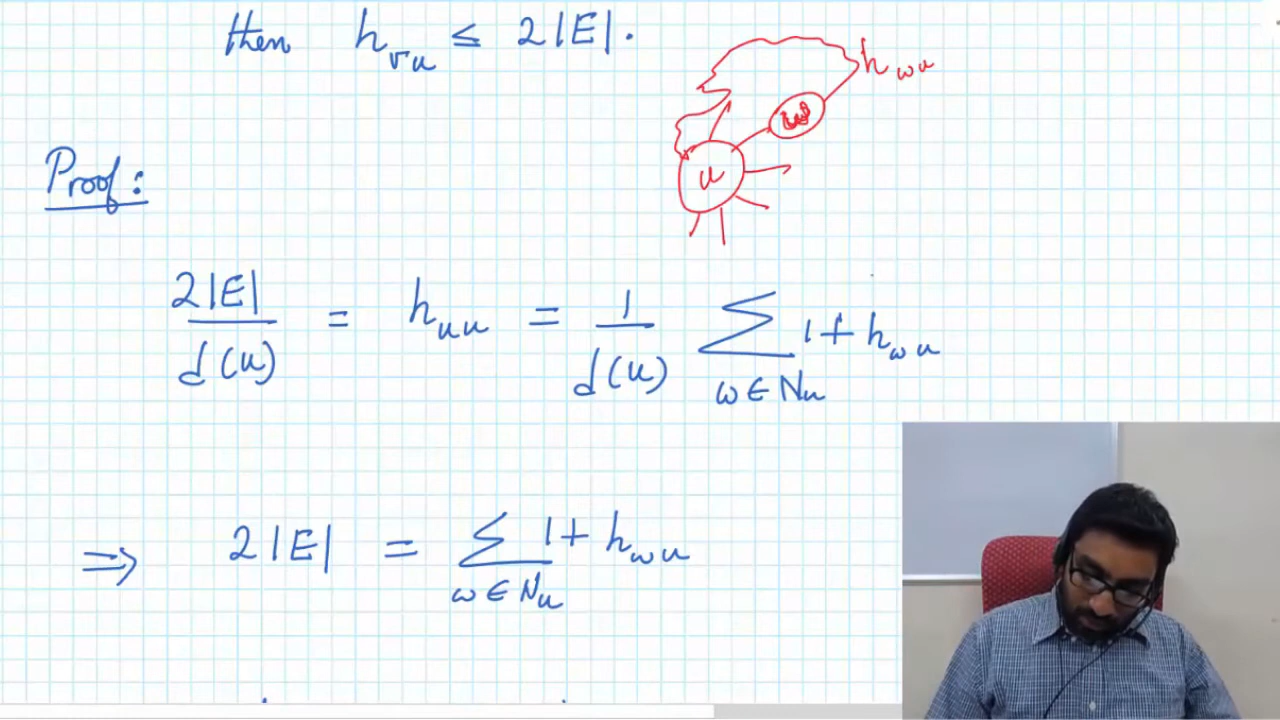 then h_vu ≤ 2|E|.
h_wu
w
u
Proof:
2|E| / d(u) = h_uu = 1 / d(u) Σ_{w ∈ N_u} 1 + h_wu
⇒ 2|E| = Σ_{w ∈ N_u} 1 + h_wu